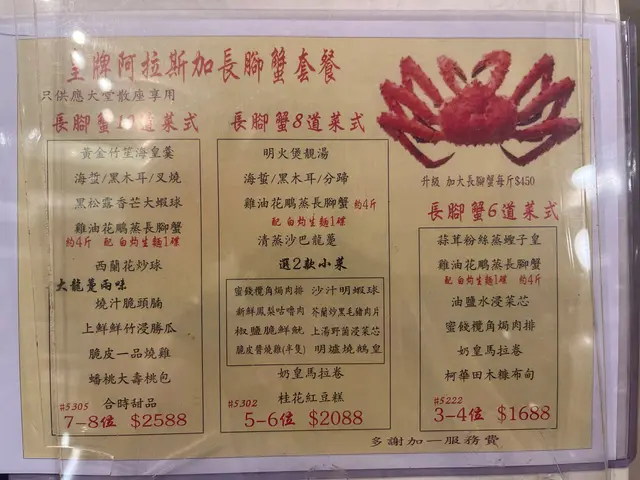 皇牌阿拉斯加長腳蟹套餐
只供應大堂散座享用
長腳蟹10道菜式
黃金竹笙海皇羹
海蜇/黑木耳/叉燒
黑松露香芒大蝦球
雞油花鵰蒸長腳蟹
約4斤 配 白灼生麵1碟
西蘭花炒球
大龍躉兩味
燒汁脆頭腩
上鮮鮮竹浸勝瓜
脆皮一品燒雞
蟠桃大壽桃包
合時甜品
#5305
7-8位 $2588
長腳蟹8道菜式
明火煲靚湯
海蜇/黑木耳/分蹄
雞油花鵰蒸長腳蟹 約4斤
配 白灼生麵1碟
清蒸沙巴龍躉
選2款小菜
蜜餞欖角焗肉排 沙汁明蝦球
新鮮鳳梨咕嚕肉 芥蘭炒黑毛豬肉片
椒鹽脆鮮魷 上湯野菌浸菜芯
脆皮醬燒雞(半隻) 明爐燒鵝皇
奶皇馬拉卷
桂花紅豆糕
#5302
5-6位 $2088
升級 加大長腳蟹每斤$450
長腳蟹6道菜式
蒜茸粉絲蒸蟶子皇
雞油花鵰蒸長腳蟹
配 白灼生麵1碟 約4斤
油鹽水浸菜芯
蜜餞欖角焗肉排
奶皇馬拉卷
柯華田木糠布甸
#5222
3-4位 $1688
多謝加一服務費